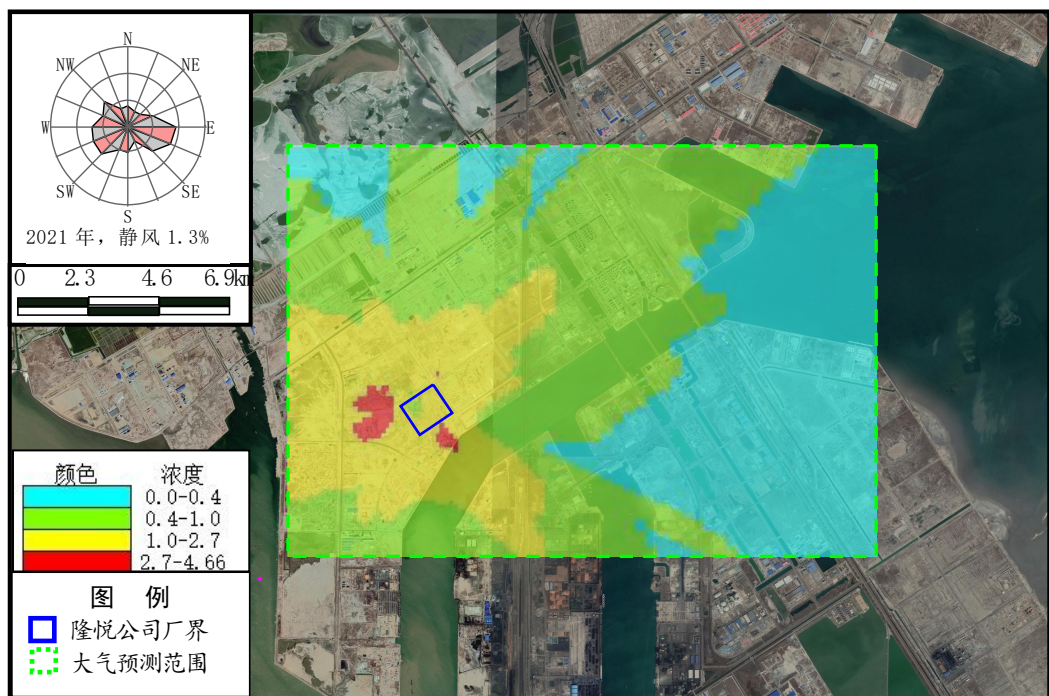 N
NW
NE
W
E
SW
SE
S
2021 年，静风 1.3%
0 2.3 4.6 6.9km
颜色 浓度
0.0-0.4
0.4-1.0
1.0-2.7
2.7-4.66
图 例
隆悦公司厂界
大气预测范围